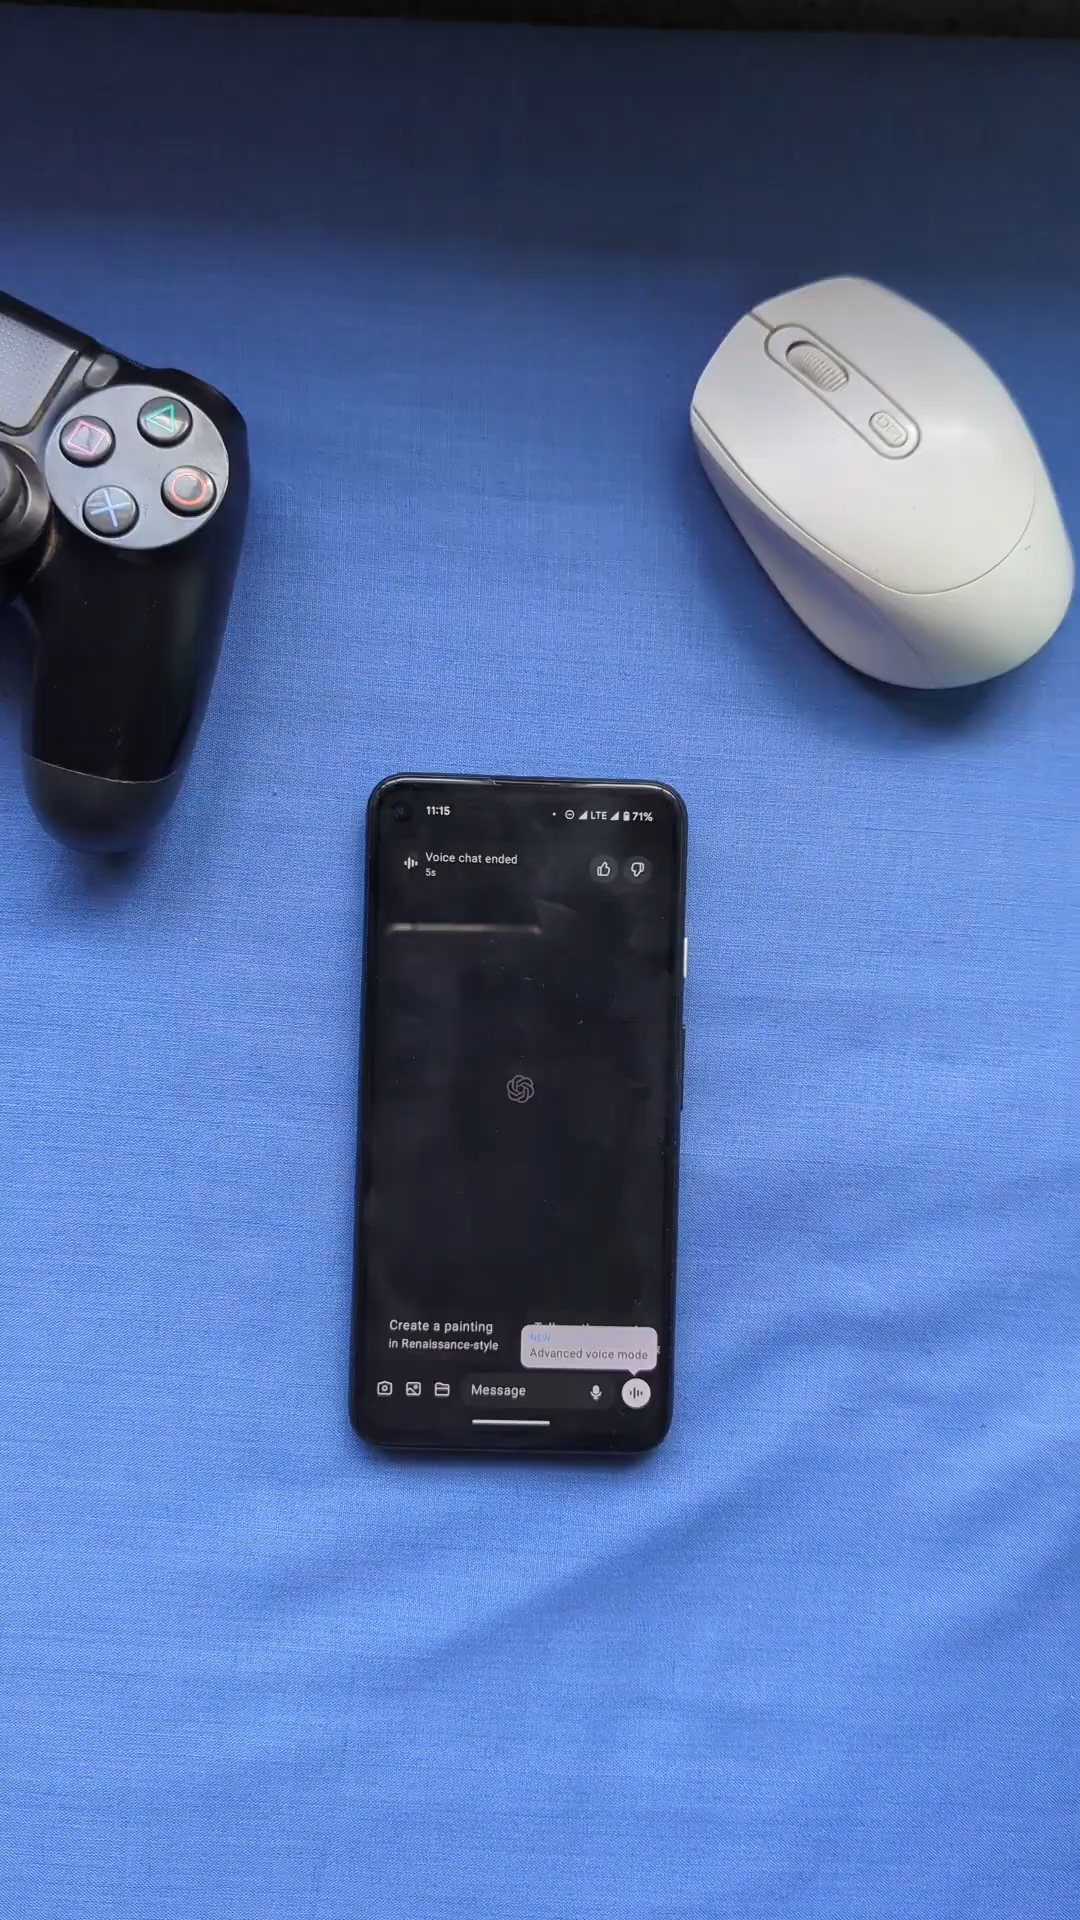 11:15
LTE 71%
Voice chat ended
5s
Create a painting
in Renaissance-style
NEW
Advanced voice mode
Message